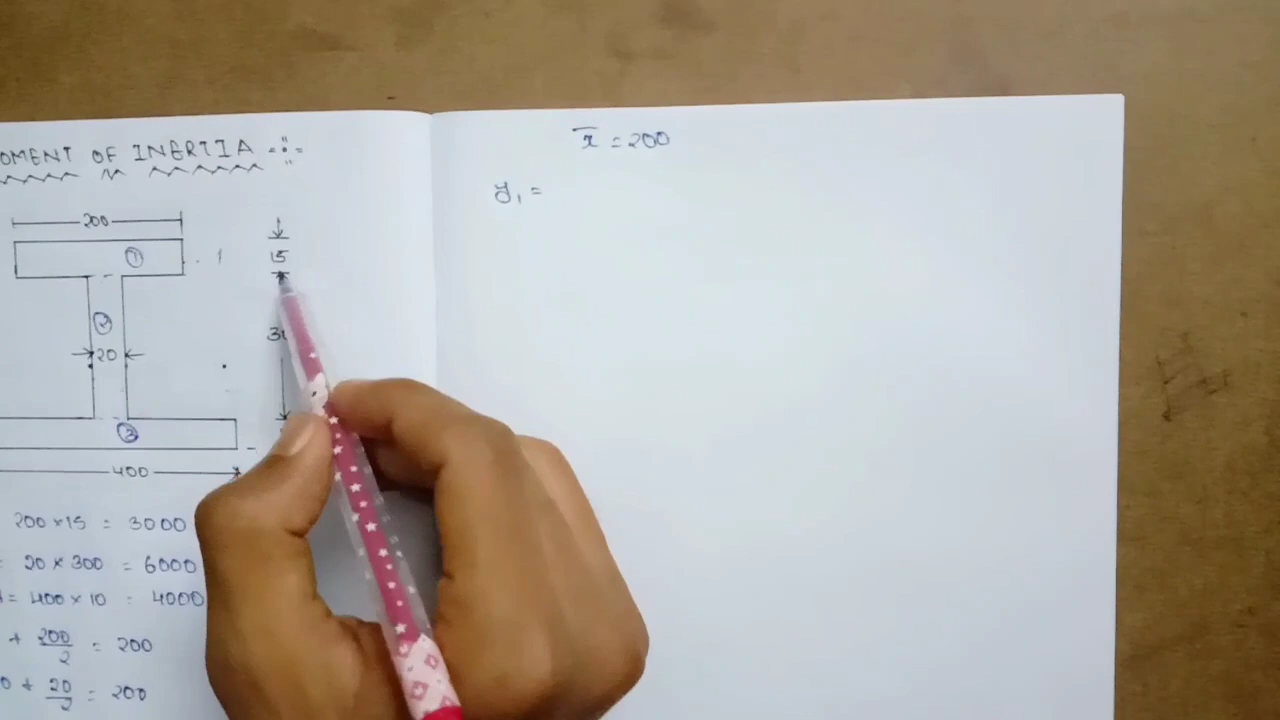 OMENT OF INERTIA
200
1
15
2
20
3
400
200×15 = 3000
= 20 × 300 = 6000
= 400 × 10 = 4000
+ 200/2 = 200
0 + 20/2 = 200
x̄ = 200
y₁ =